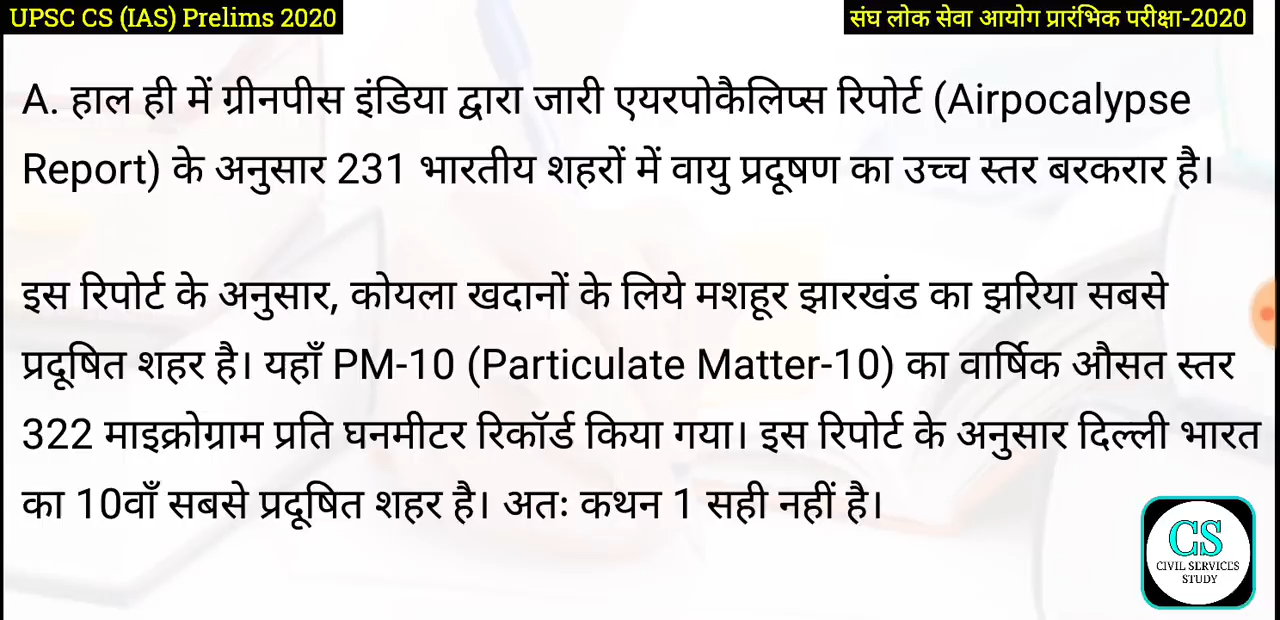 UPSC CS (IAS) Prelims 2020
संघ लोक सेवा आयोग प्रारंभिक परीक्षा-2020
A. हाल ही में ग्रीनपीस इंडिया द्वारा जारी एयरपोकैलिप्स रिपोर्ट (Airpocalypse
Report) के अनुसार 231 भारतीय शहरों में वायु प्रदूषण का उच्च स्तर बरकरार है।
इस रिपोर्ट के अनुसार, कोयला खदानों के लिये मशहूर झारखंड का झरिया सबसे
प्रदूषित शहर है। यहाँ PM-10 (Particulate Matter-10) का वार्षिक औसत स्तर
322 माइक्रोग्राम प्रति घनमीटर रिकॉर्ड किया गया। इस रिपोर्ट के अनुसार दिल्ली भारत
का 10वाँ सबसे प्रदूषित शहर है। अतः कथन 1 सही नहीं है।
CS
CIVIL SERVICES
STUDY